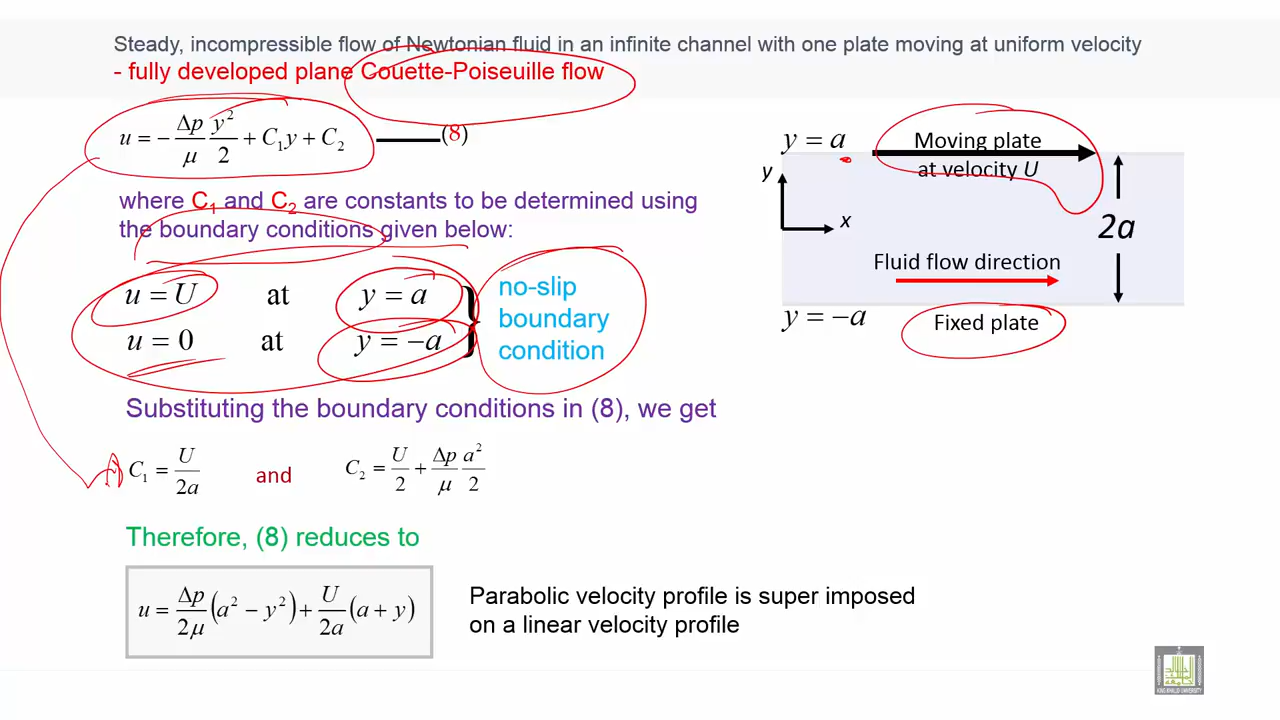 Steady, incompressible flow of Newtonian fluid in an infinite channel with one plate moving at uniform velocity
- fully developed plane Couette-Poiseuille flow
u = − Δp/μ y²/2 + C₁y + C₂ (8)
where C₁ and C₂ are constants to be determined using
the boundary conditions given below:
u = U at y = a
u = 0 at y = −a
no-slip
boundary
condition
Substituting the boundary conditions in (8), we get
C₁ = U/2a and C₂ = U/2 + Δp/μ a²/2
Therefore, (8) reduces to
u = Δp/2μ (a² − y²) + U/2a (a + y)
Parabolic velocity profile is super imposed
on a linear velocity profile
y = a
Moving plate
at velocity U
y
x
2a
Fluid flow direction
y = −a
Fixed plate
KING KHALID UNIVERSITY